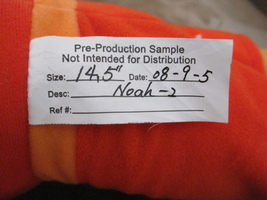 Pre-Production Sample
Not Intended for Distribution
Size: 14,5" Date: 08-9-5
Desc: Noah-2
Ref #: